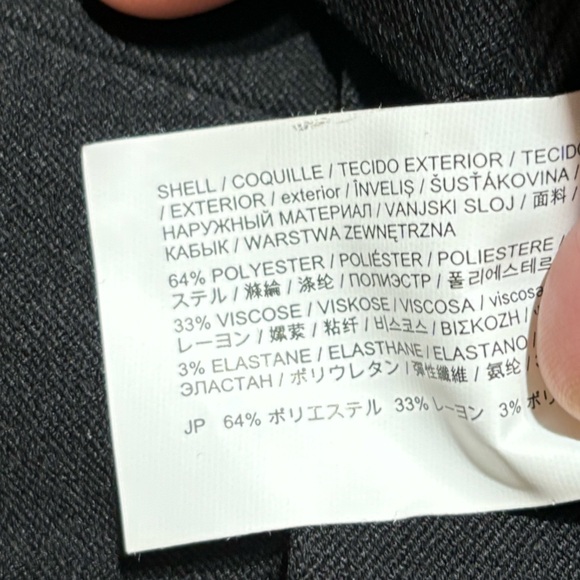 SHELL / COQUILLE / TECIDO EXTERIOR / TECIDO
/ EXTERIOR / exterior / ÎNVELIȘ / ŠUSŤÁKOVINA /
НАРУЖНЫЙ МАТЕРИАЛ / VANJSKI SLOJ / 面料 /
КАБЫК / WARSTWA ZEWNĘTRZNA
64% POLYESTER / POLIÉSTER / POLIESTERE /
ステル / 滌綸 / 涤纶 / ПОЛИЭСТР / 폴리에스테르
33% VISCOSE / VISKOSE / VISCOSA / viscosa
レーヨン / 嫘縈 / 粘纤 / 비스코스 / ΒΙΣΚΟΖΗ /
3% ELASTANE / ELASTHANE / ELASTANO /
ЭЛАСТАН / ポリウレタン / 彈性纖維 / 氨纶 /
JP 64% ポリエステル 33% レーヨン 3% ポリ